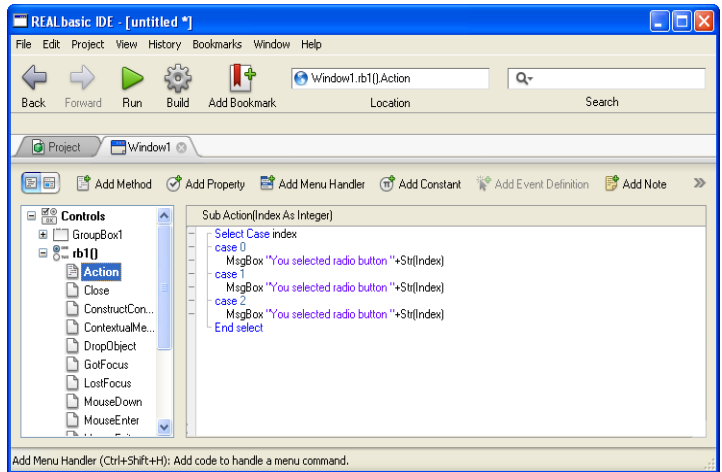 REALbasic IDE - [untitled *]
File Edit Project View History Bookmarks Window Help
Window1.rb1().Action
Back Forward Run Build Add Bookmark Location Search
Project Window1
Add Method Add Property Add Menu Handler Add Constant Add Event Definition Add Note
Controls
GroupBox1
rb1()
Action
Close
ConstructCon...
ContextualMe...
DropObject
GotFocus
LostFocus
MouseDown
MouseEnter
Sub Action(Index As Integer)
Select Case index
case 0
MsgBox "You selected radio button "+Str(Index)
case 1
MsgBox "You selected radio button "+Str(Index)
case 2
MsgBox "You selected radio button "+Str(Index)
End select
Add Menu Handler (Ctrl+Shift+H): Add code to handle a menu command.